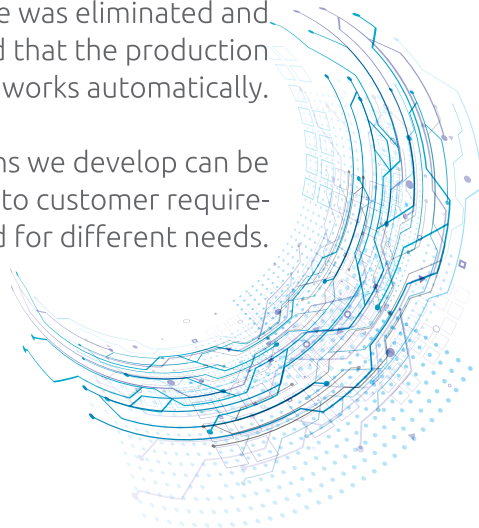 e was eliminated and
d that the production
works automatically.
ns we develop can be
to customer require-
d for different needs.